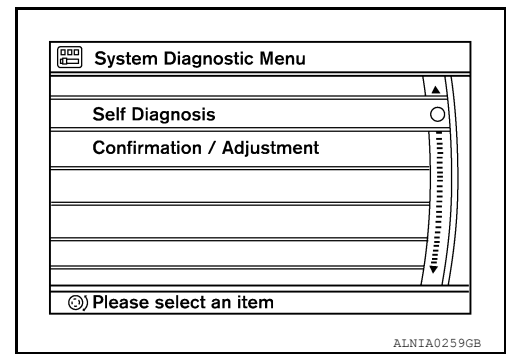 System Diagnostic Menu
Self Diagnosis
Confirmation / Adjustment
Please select an item
ALNIA0259GB